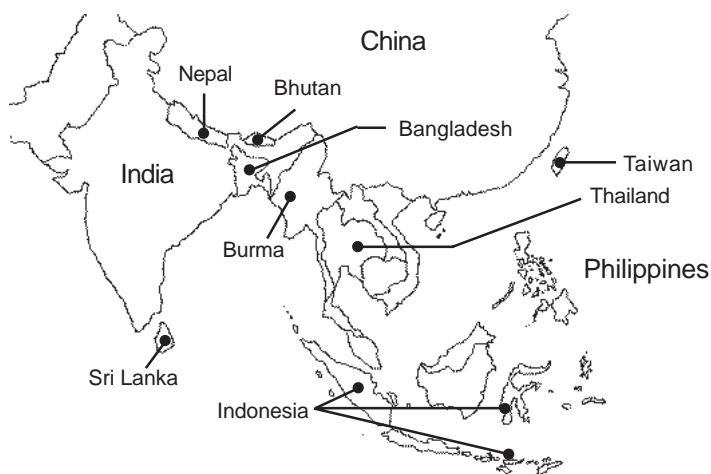 China
Nepal
Bhutan
Bangladesh
India
Taiwan
Thailand
Burma
Philippines
Sri Lanka
Indonesia